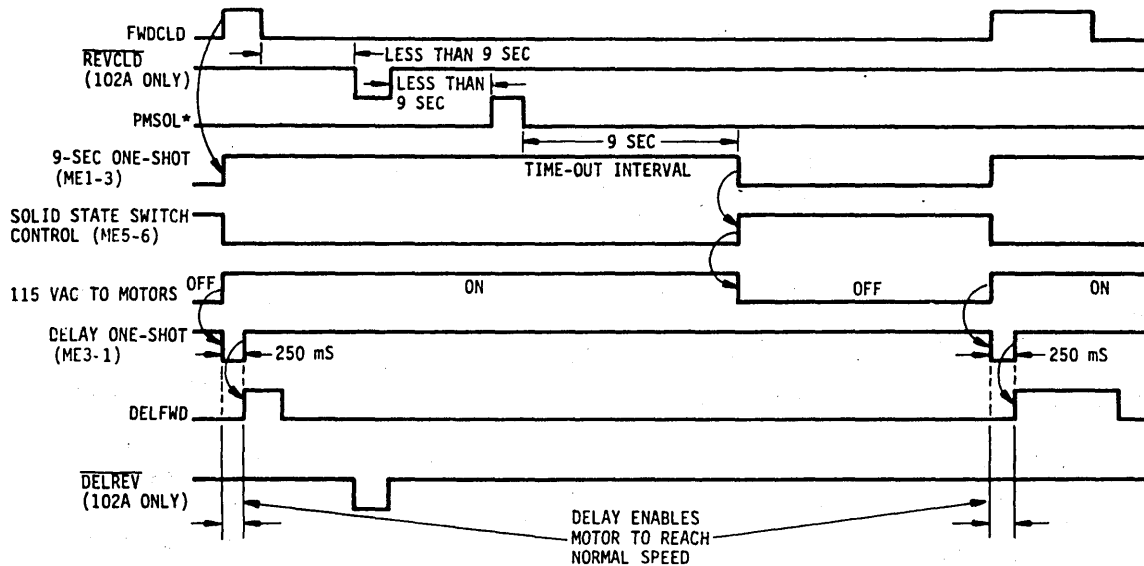 FWDCLD
REVCLD
(102A ONLY)
LESS THAN 9 SEC
LESS THAN
9 SEC
PMSOL*
9 SEC
TIME-OUT INTERVAL
9-SEC ONE-SHOT
(ME1-3)
SOLID STATE SWITCH
CONTROL (ME5-6)
115 VAC TO MOTORS
OFF
ON
OFF
ON
DELAY ONE-SHOT
(ME3-1)
250 mS
250 mS
DELFWD
DELREV
(102A ONLY)
DELAY ENABLES
MOTOR TO REACH
NORMAL SPEED